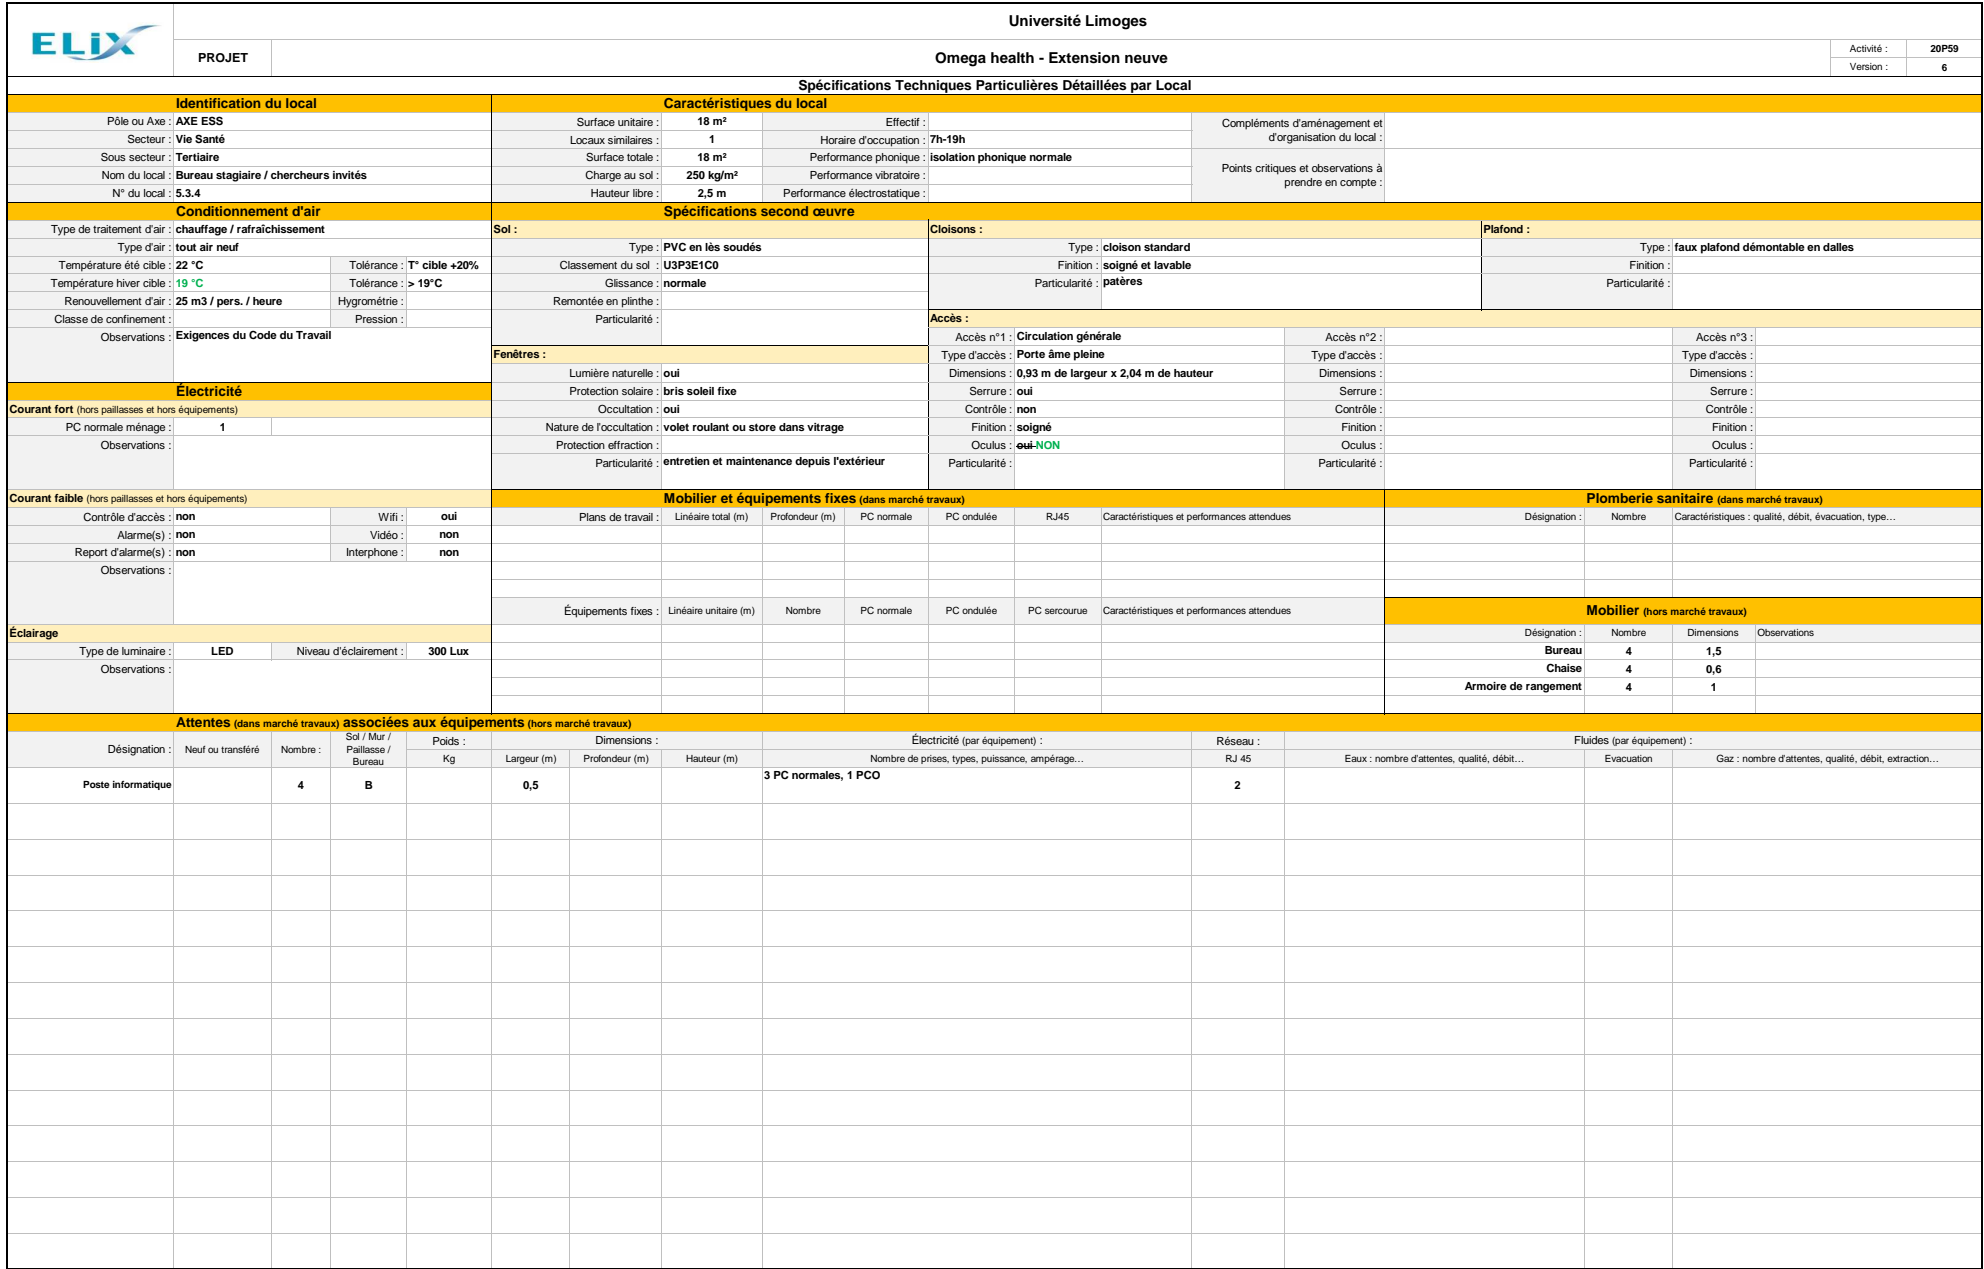 ELiX
Université Limoges
PROJET
Omega health - Extension neuve
Activité : 20P59
Version : 6
Spécifications Techniques Particulières Détaillées par Local
Identification du local
Pôle ou Axe : AXE ESS
Secteur : Vie Santé
Sous secteur : Tertiaire
Nom du local : Bureau stagiaire / chercheurs invités
N° du local : 5.3.4
Caractéristiques du local
Surface unitaire : 18 m² Effectif :
Locaux similaires : 1 Horaire d'occupation : 7h-19h
Surface totale : 18 m² Performance phonique : isolation phonique normale
Charge au sol : 250 kg/m² Performance vibratoire :
Hauteur libre : 2,5 m Performance électrostatique :
Compléments d'aménagement et
d'organisation du local :
Points critiques et observations à
prendre en compte :
Conditionnement d'air
Type de traitement d'air : chauffage / rafraîchissement
Type d'air : tout air neuf
Température été cible : 22 °C Tolérance : T° cible +20%
Température hiver cible : 19 °C Tolérance : > 19°C
Renouvellement d'air : 25 m3 / pers. / heure Hygrométrie :
Classe de confinement : Pression :
Observations : Exigences du Code du Travail
Spécifications second œuvre
Sol :
Type : PVC en lès soudés
Classement du sol : U3P3E1C0
Glissance : normale
Remontée en plinthe :
Particularité :
Cloisons :
Type : cloison standard
Finition : soigné et lavable
Particularité : patères
Plafond :
Type : faux plafond démontable en dalles
Finition :
Particularité :
Fenêtres :
Lumière naturelle : oui
Protection solaire : bris soleil fixe
Occultation : oui
Nature de l'occultation : volet roulant ou store dans vitrage
Protection effraction :
Particularité : entretien et maintenance depuis l'extérieur
Accès :
Accès n°1 : Circulation générale Accès n°2 : Accès n°3 :
Type d'accès : Porte âme pleine Type d'accès : Type d'accès :
Dimensions : 0,93 m de largeur x 2,04 m de hauteur Dimensions : Dimensions :
Serrure : oui Serrure : Serrure :
Contrôle : non Contrôle : Contrôle :
Finition : soigné Finition : Finition :
Oculus : oui NON Oculus : Oculus :
Particularité : Particularité : Particularité :
Électricité
Courant fort (hors paillasses et hors équipements)
PC normale ménage : 1
Observations :
Courant faible (hors paillasses et hors équipements)
Contrôle d'accès : non Wifi : oui
Alarme(s) : non Vidéo : non
Report d'alarme(s) : non Interphone : non
Observations :
Éclairage
Type de luminaire : LED Niveau d'éclairement : 300 Lux
Observations :
Mobilier et équipements fixes (dans marché travaux)
Plans de travail : Linéaire total (m) Profondeur (m) PC normale PC ondulée RJ45 Caractéristiques et performances attendues
Équipements fixes : Linéaire unitaire (m) Nombre PC normale PC ondulée PC sercourue Caractéristiques et performances attendues
Plomberie sanitaire (dans marché travaux)
Désignation : Nombre Caractéristiques : qualité, débit, évacuation, type…
Mobilier (hors marché travaux)
Désignation : Nombre Dimensions Observations
Bureau 4 1,5
Chaise 4 0,6
Armoire de rangement 4 1
Attentes (dans marché travaux) associées aux équipements (hors marché travaux)
Désignation : Neuf ou transféré Nombre : Sol / Mur /
Paillasse /
Bureau
Poids : Dimensions : Électricité (par équipement) : Réseau : Fluides (par équipement) :
Kg Largeur (m) Profondeur (m) Hauteur (m) Nombre de prises, types, puissance, ampérage… RJ 45 Eaux : nombre d'attentes, qualité, débit… Evacuation Gaz : nombre d'attentes, qualité, débit, extraction…
Poste informatique 4 B 0,5 3 PC normales, 1 PCO 2